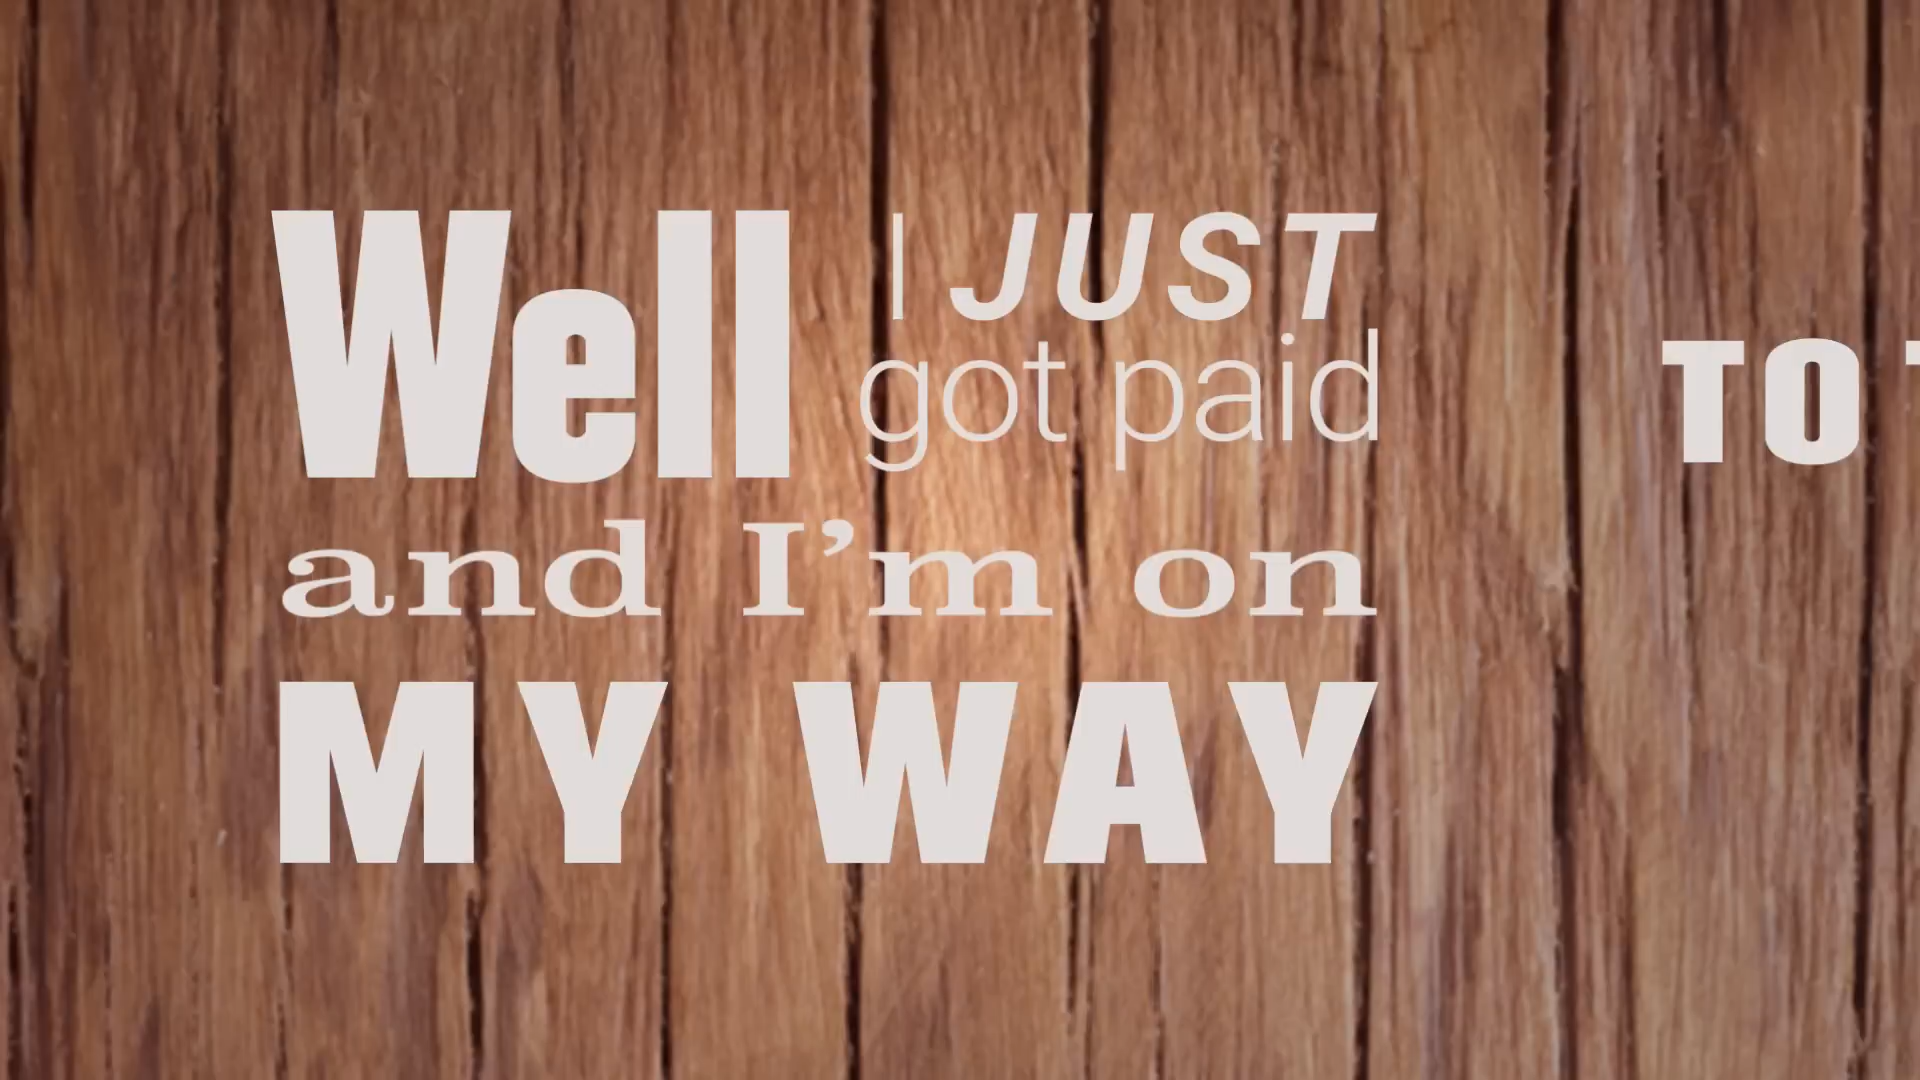 Well I JUST
got paid
and I’m on
MY WAY
TO